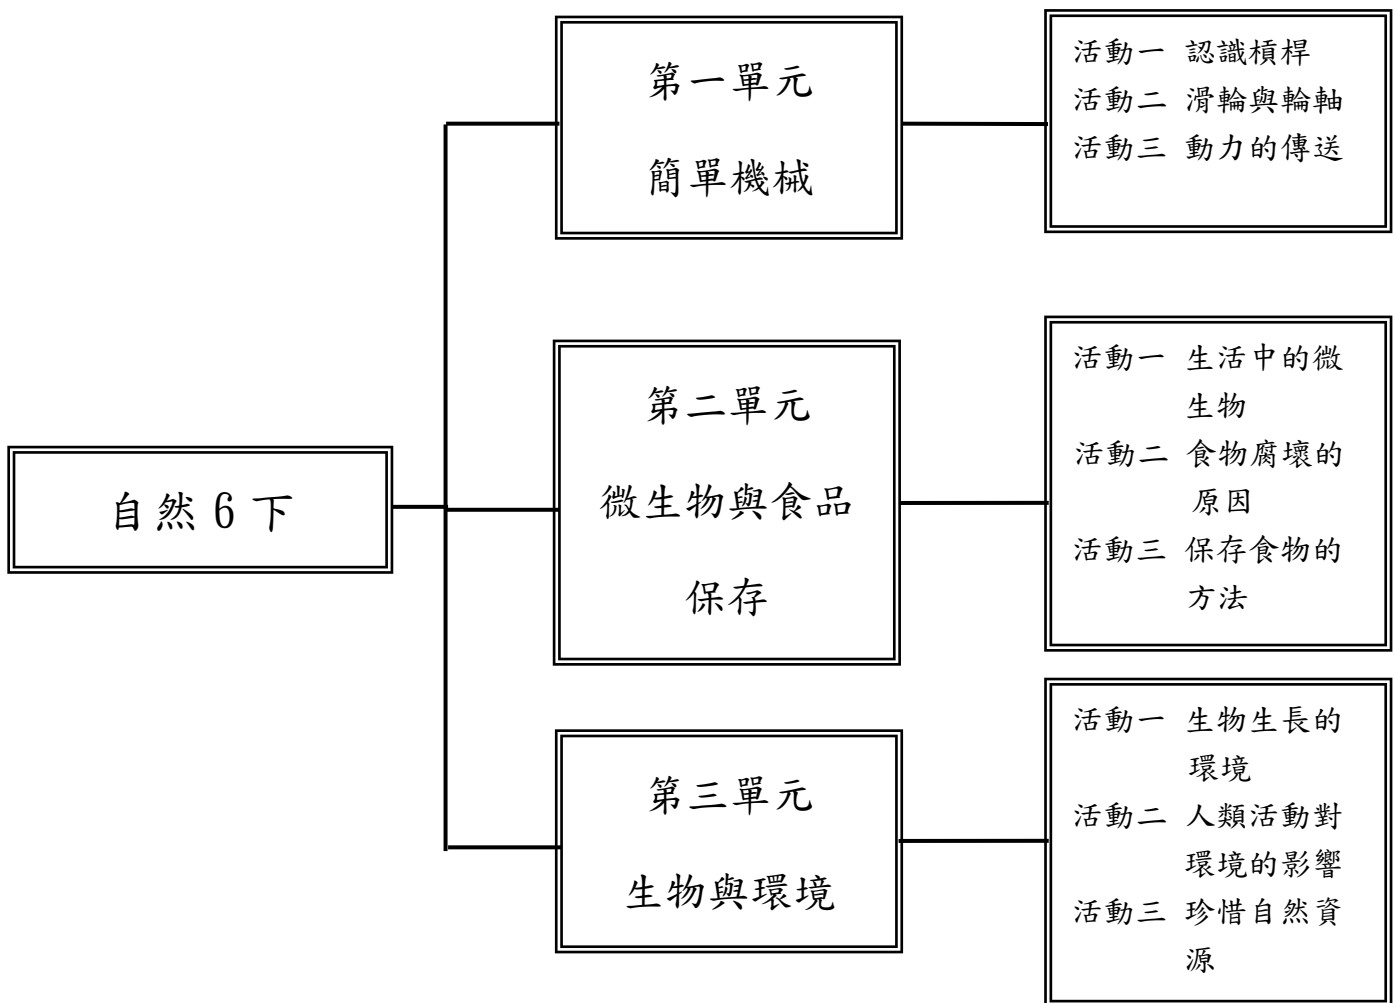 自然 6 下
第一單元
簡單機械
活動一 認識槓桿
活動二 滑輪與輪軸
活動三 動力的傳送
第二單元
微生物與食品
保存
活動一 生活中的微
生物
活動二 食物腐壞的
原因
活動三 保存食物的
方法
第三單元
生物與環境
活動一 生物生長的
環境
活動二 人類活動對
環境的影響
活動三 珍惜自然資
源